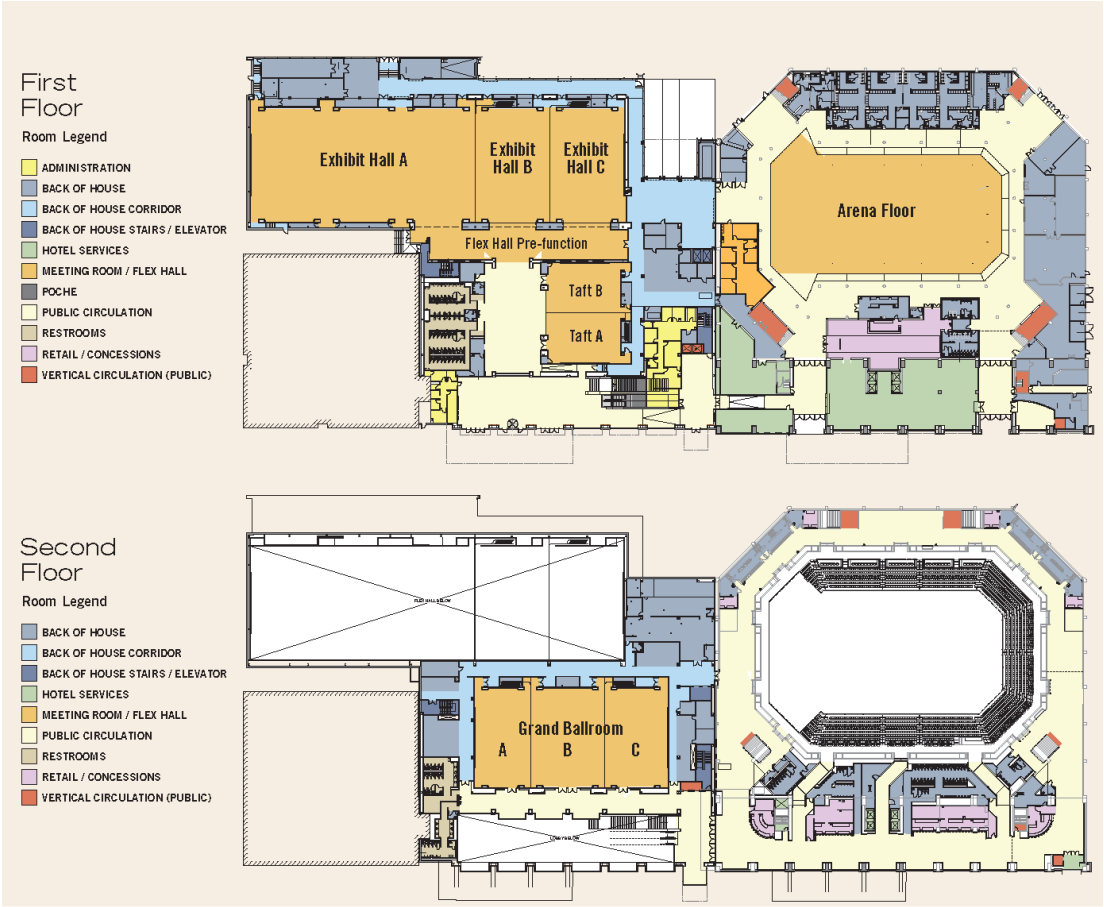 First
Floor
Room Legend
ADMINISTRATION
BACK OF HOUSE
BACK OF HOUSE CORRIDOR
BACK OF HOUSE STAIRS / ELEVATOR
HOTEL SERVICES
MEETING ROOM / FLEX HALL
POCHE
PUBLIC CIRCULATION
RESTROOMS
RETAIL / CONCESSIONS
VERTICAL CIRCULATION (PUBLIC)
Exhibit Hall A
Exhibit
Hall B
Exhibit
Hall C
Flex Hall Pre-function
Taft B
Taft A
Arena Floor
Second
Floor
Room Legend
BACK OF HOUSE
BACK OF HOUSE CORRIDOR
BACK OF HOUSE STAIRS / ELEVATOR
HOTEL SERVICES
MEETING ROOM / FLEX HALL
PUBLIC CIRCULATION
RESTROOMS
RETAIL / CONCESSIONS
VERTICAL CIRCULATION (PUBLIC)
Grand Ballroom
A B C